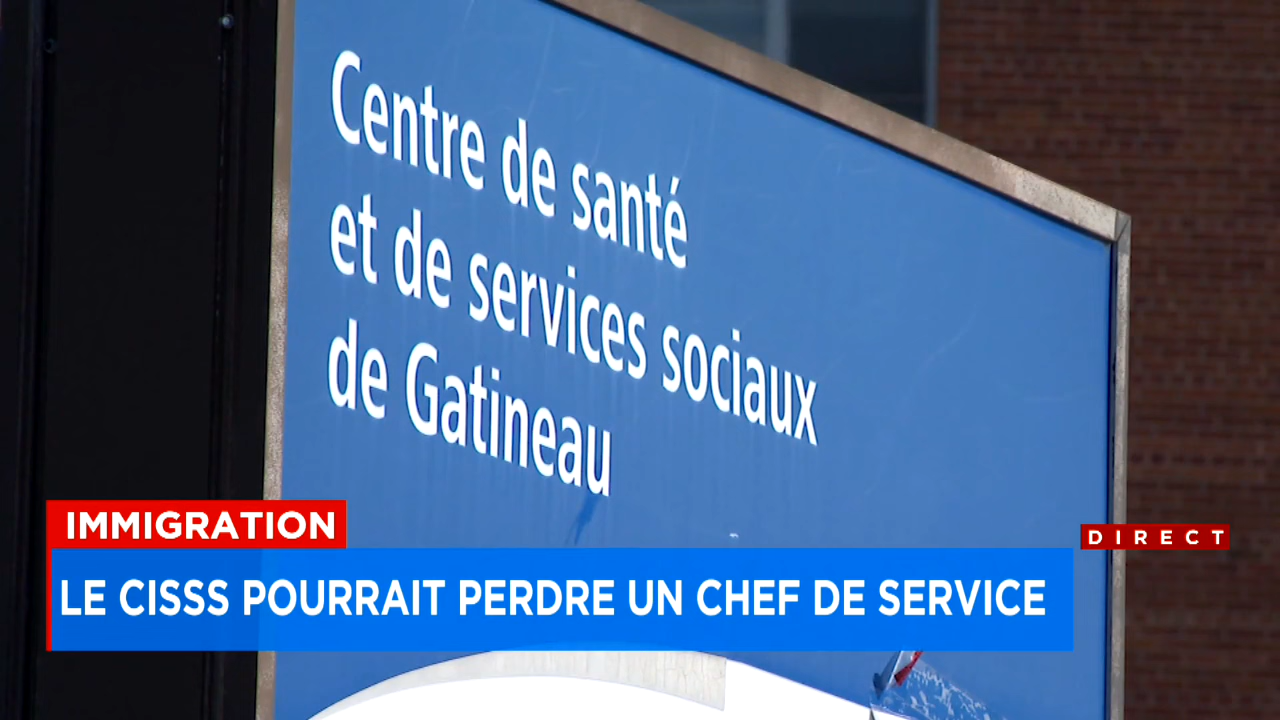 Centre de santé
et de services sociaux
de Gatineau
IMMIGRATION
DIRECT
LE CISSS POURRAIT PERDRE UN CHEF DE SERVICE